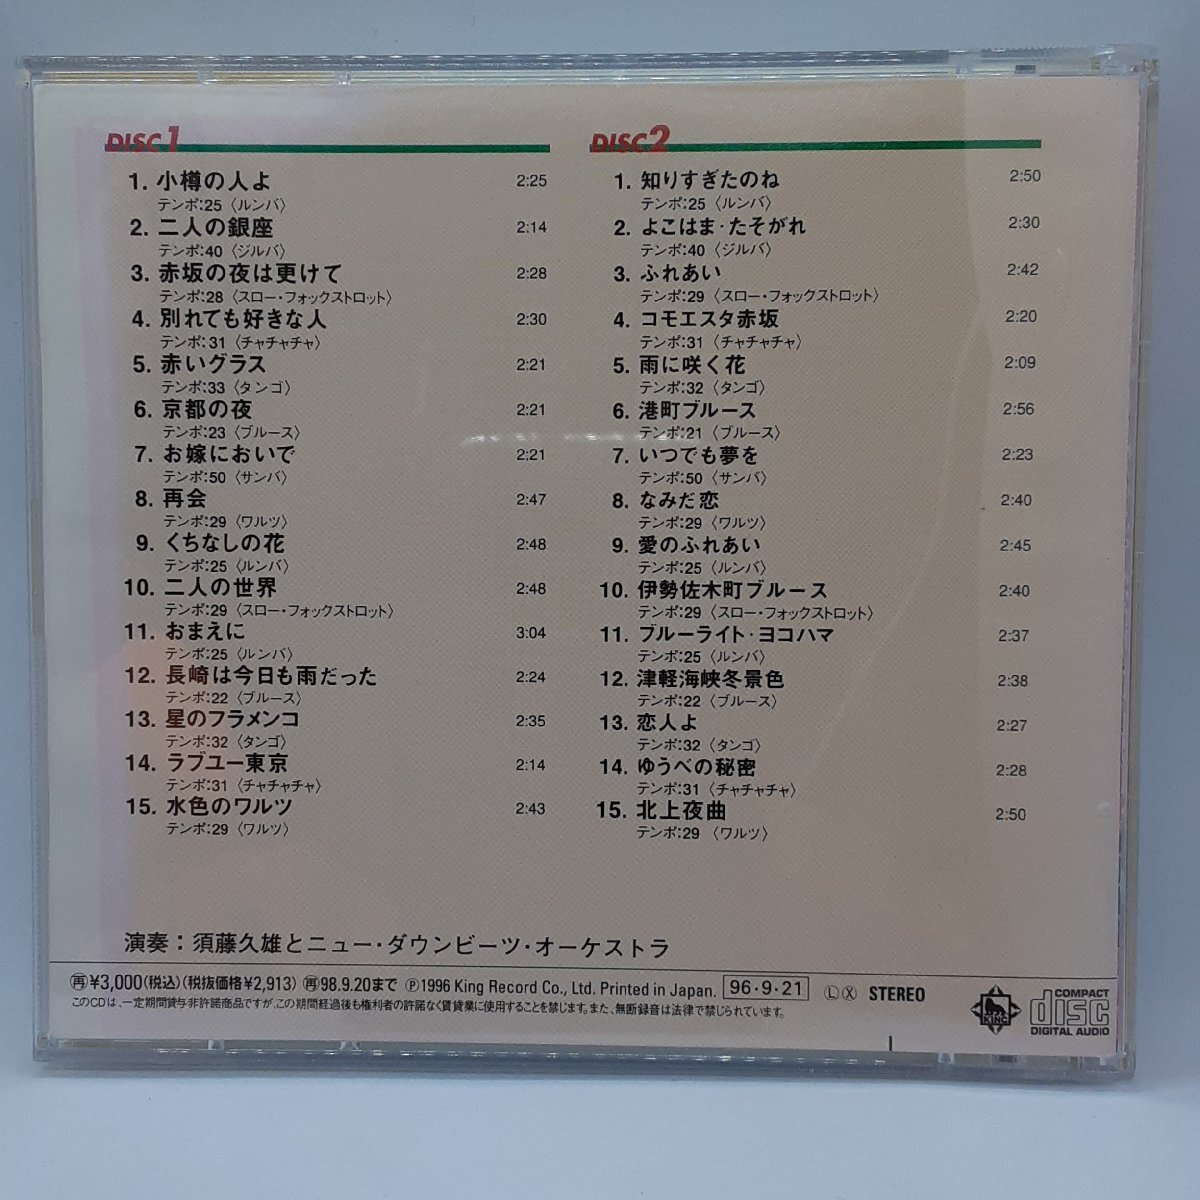 DISC 1
1. 小樽の人よ 2:25
テンポ:25〈ルンバ〉
2. 二人の銀座 2:14
テンポ:40〈ジルバ〉
3. 赤坂の夜は更けて 2:28
テンポ:28〈スロー・フォックストロット〉
4. 別れても好きな人 2:30
テンポ:31〈チャチャチャ〉
5. 赤いグラス 2:21
テンポ:33〈タンゴ〉
6. 京都の夜 2:21
テンポ:23〈ブルース〉
7. お嫁においで 2:21
テンポ:50〈サンバ〉
8. 再会 2:47
テンポ:29〈ワルツ〉
9. くちなしの花 2:48
テンポ:25〈ルンバ〉
10. 二人の世界 2:48
テンポ:29〈スロー・フォックストロット〉
11. おまえに 3:04
テンポ:25〈ルンバ〉
12. 長崎は今日も雨だった 2:24
テンポ:22〈ブルース〉
13. 星のフラメンコ 2:35
テンポ:32〈タンゴ〉
14. ラブユー東京 2:14
テンポ:31〈チャチャチャ〉
15. 水色のワルツ 2:43
テンポ:29〈ワルツ〉
DISC 2
1. 知りすぎたのね 2:50
テンポ:25〈ルンバ〉
2. よこはま・たそがれ 2:30
テンポ:40〈ジルバ〉
3. ふれあい 2:42
テンポ:29〈スロー・フォックストロット〉
4. コモエスタ赤坂 2:20
テンポ:31〈チャチャチャ〉
5. 雨に咲く花 2:09
テンポ:32〈タンゴ〉
6. 港町ブルース 2:56
テンポ:21〈ブルース〉
7. いつでも夢を 2:23
テンポ:50〈サンバ〉
8. なみだ恋 2:40
テンポ:29〈ワルツ〉
9. 愛のふれあい 2:45
テンポ:25〈ルンバ〉
10. 伊勢佐木町ブルース 2:40
テンポ:29〈スロー・フォックストロット〉
11. ブルーライト・ヨコハマ 2:37
テンポ:25〈ルンバ〉
12. 津軽海峡冬景色 2:38
テンポ:22〈ブルース〉
13. 恋人よ 2:27
テンポ:32〈タンゴ〉
14. ゆうべの秘密 2:28
テンポ:31〈チャチャチャ〉
15. 北上夜曲 2:50
テンポ:29〈ワルツ〉
演奏：須藤久雄とニュー・ダウンビーツ・オーケストラ
㊢¥3,000(税込)(税抜価格¥2,913)㊢98.9.20まで ℗1996 King Record Co., Ltd. Printed in Japan. 96・9・21 Ⓛ Ⓧ STEREO
このCDは、一定期間貸与非許諾商品ですが、この期間経過後も権利者の許諾なく賃貸業に使用することを禁じます。また、無断録音は法律で禁じられています。
KING
COMPACT
disc
DIGITAL AUDIO